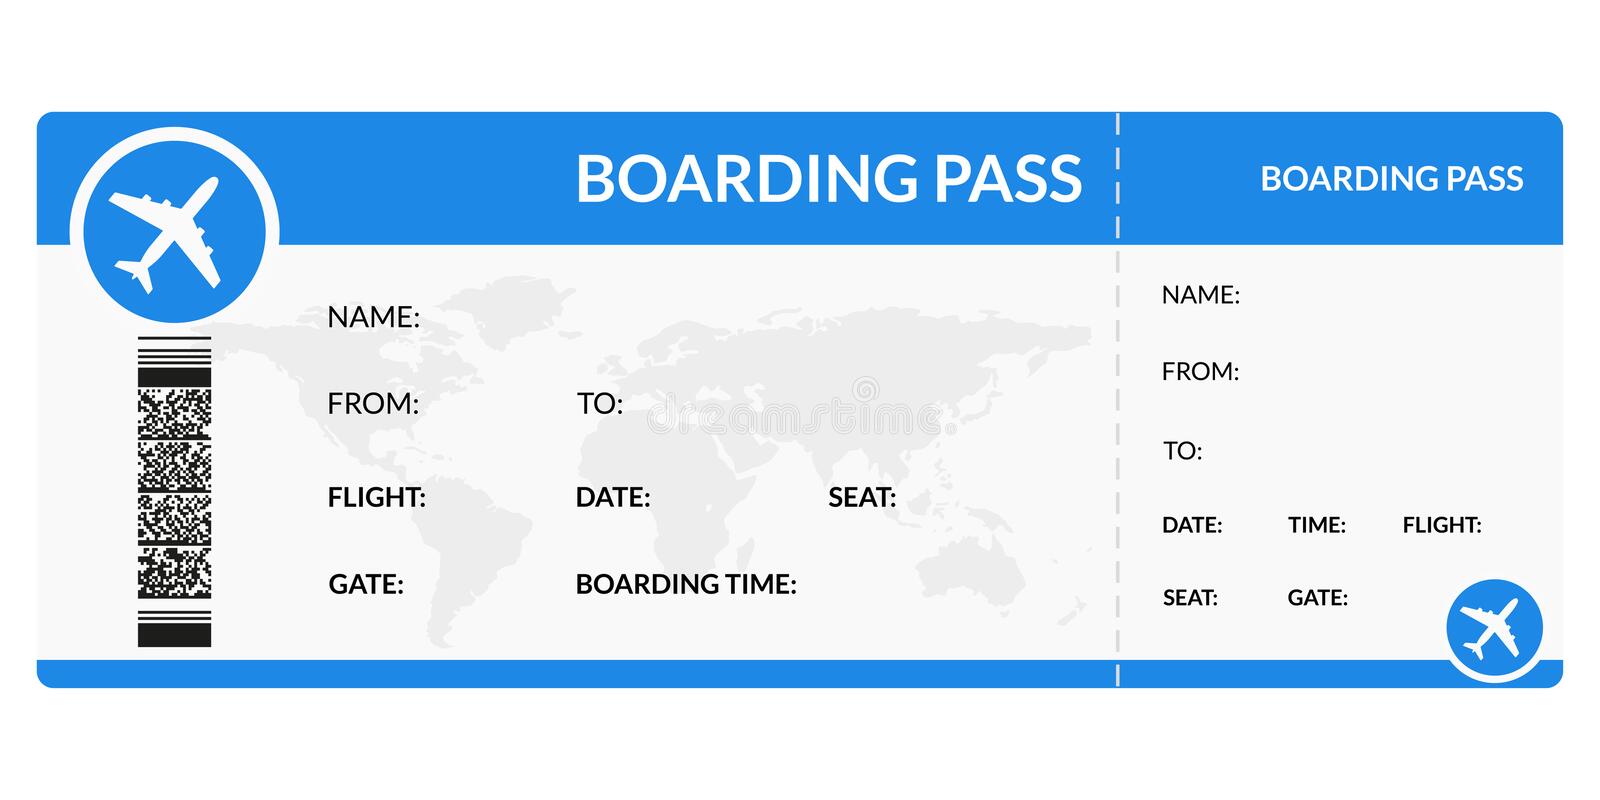 BOARDING PASS
NAME:
FROM: TO:
FLIGHT: DATE: SEAT:
GATE: BOARDING TIME:
BOARDING PASS
NAME:
FROM:
TO:
DATE: TIME: FLIGHT:
SEAT: GATE:
dreamstime.